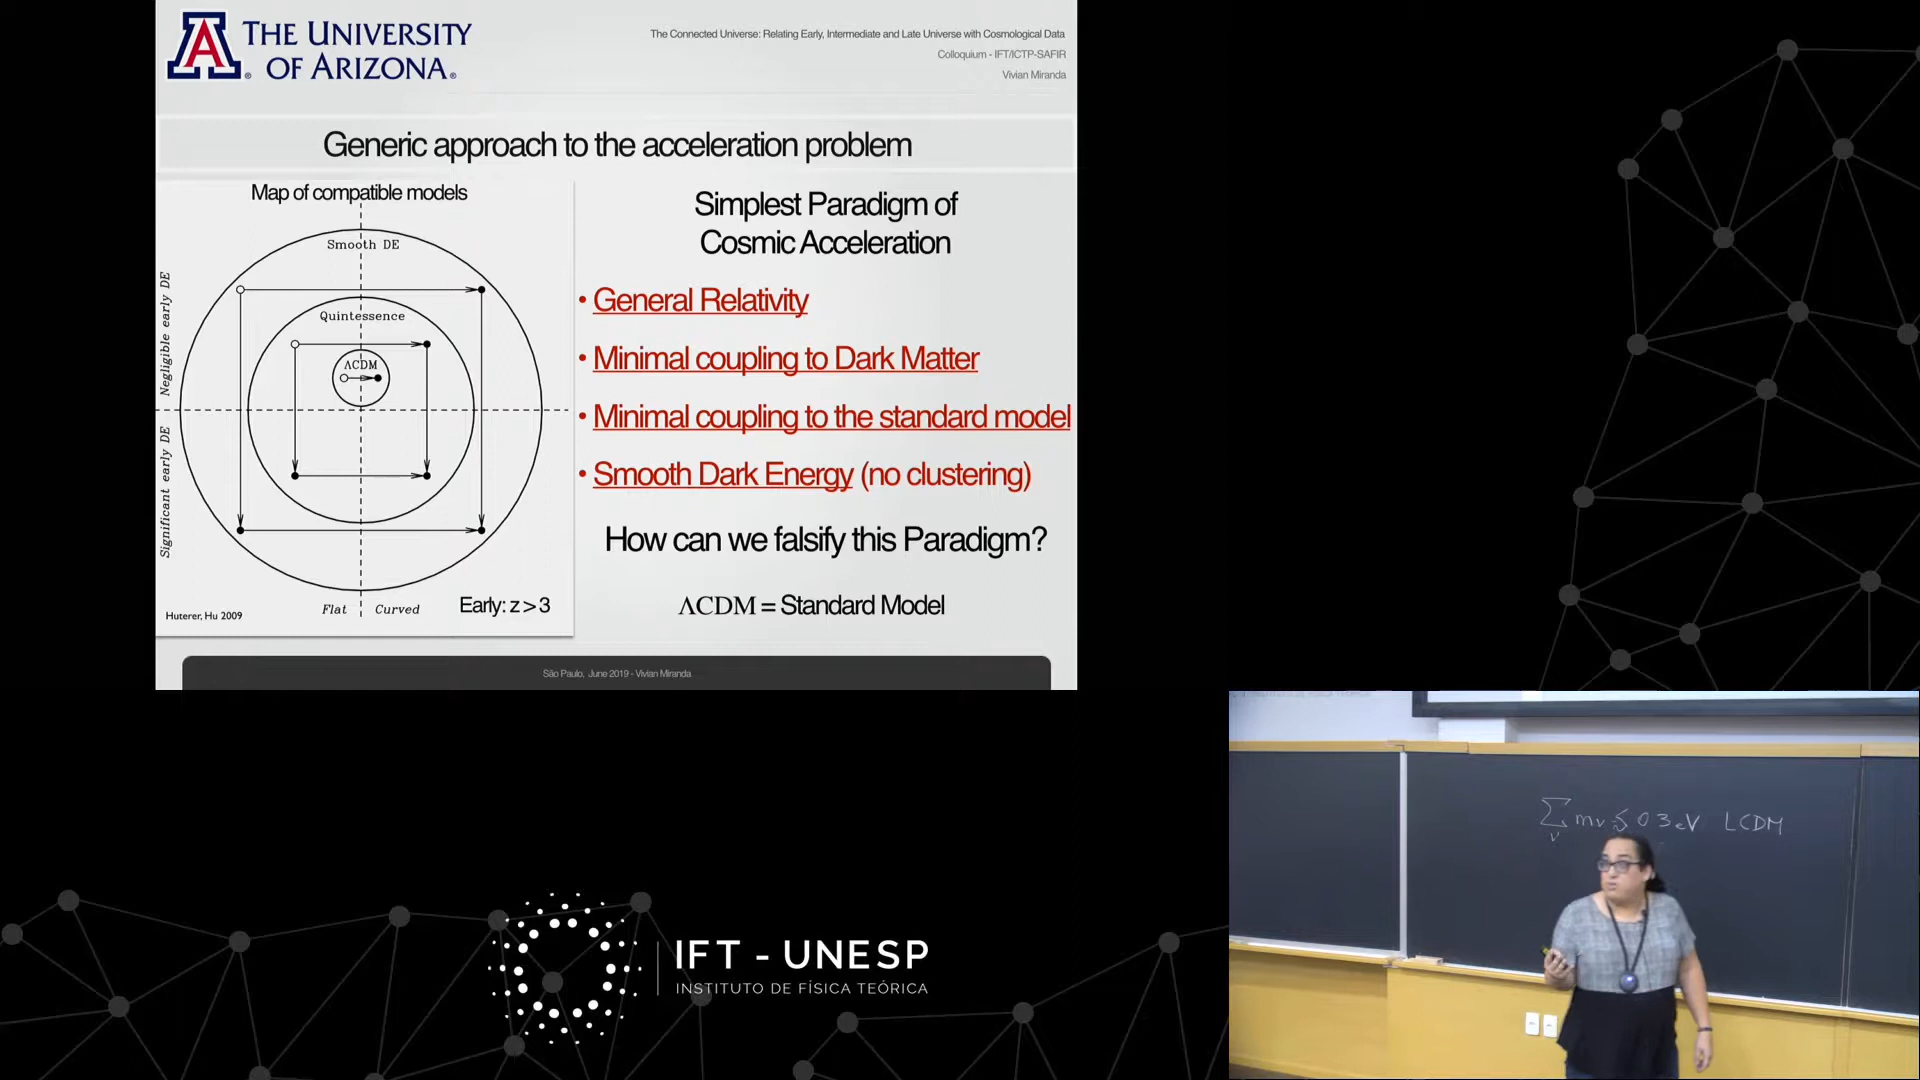 THE UNIVERSITY
OF ARIZONA®
The Connected Universe: Relating Early, Intermediate and Late Universe with Cosmological Data
Colloquium - IFT/ICTP-SAFIR
Vivian Miranda
Generic approach to the acceleration problem
Map of compatible models
Smooth DE
Quintessence
ΛCDM
Negligible early DE
Significant early DE
Flat
Curved
Early: z > 3
Huterer, Hu 2009
Simplest Paradigm of
Cosmic Acceleration
• General Relativity
• Minimal coupling to Dark Matter
• Minimal coupling to the standard model
• Smooth Dark Energy (no clustering)
How can we falsify this Paradigm?
ΛCDM = Standard Model
São Paulo, June 2019 - Vivian Miranda
LCDM
IFT - UNESP
INSTITUTO DE FÍSICA TEÓRICA